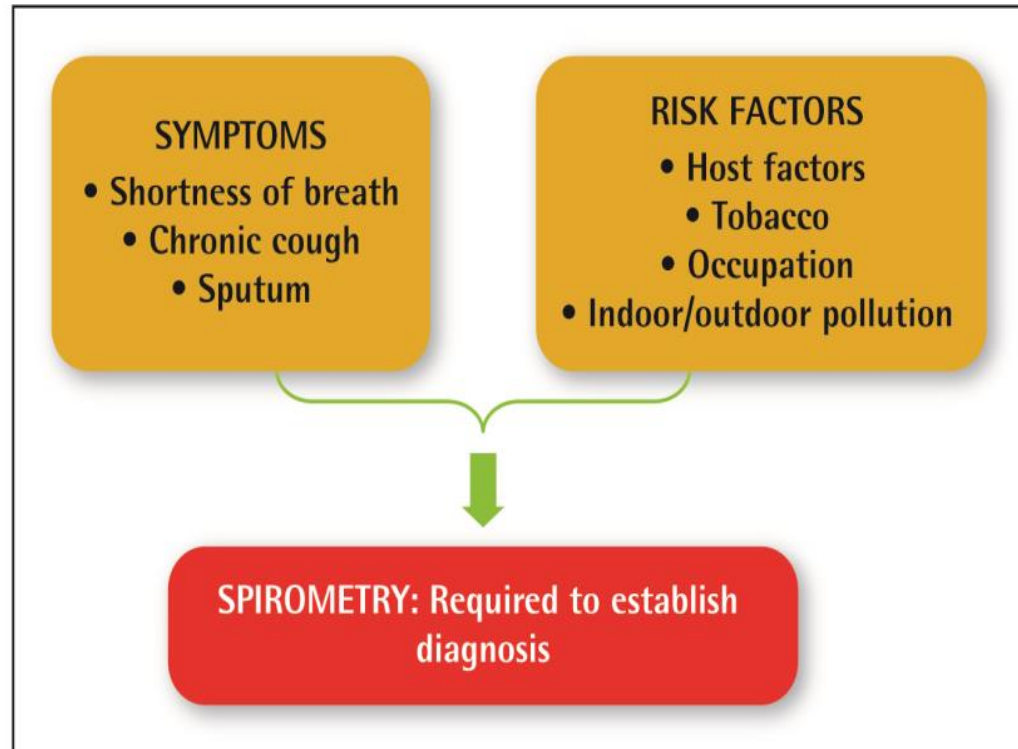 SYMPTOMS
• Shortness of breath
• Chronic cough
• Sputum
RISK FACTORS
• Host factors
• Tobacco
• Occupation
• Indoor/outdoor pollution
SPIROMETRY: Required to establish
diagnosis